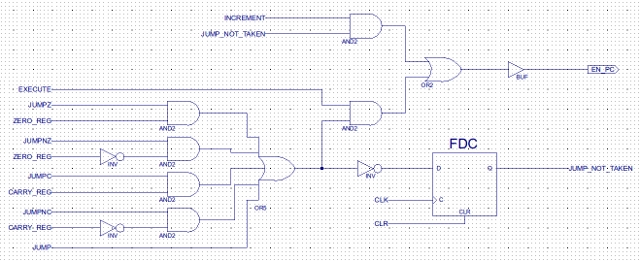 INCREMENT
JUMP_NOT_TAKEN
AND2
OR2
BUF
EN_PC
EXECUTE
JUMPZ
ZERO_REG
AND2
AND2
JUMPNZ
ZERO_REG
INV
AND2
FDC
JUMPC
CARRY_REG
AND2
OR5
INV
D
Q
JUMP_NOT_TAKEN
CLK
C
CLR
CLR
JUMPNC
CARRY_REG
INV
AND2
JUMP